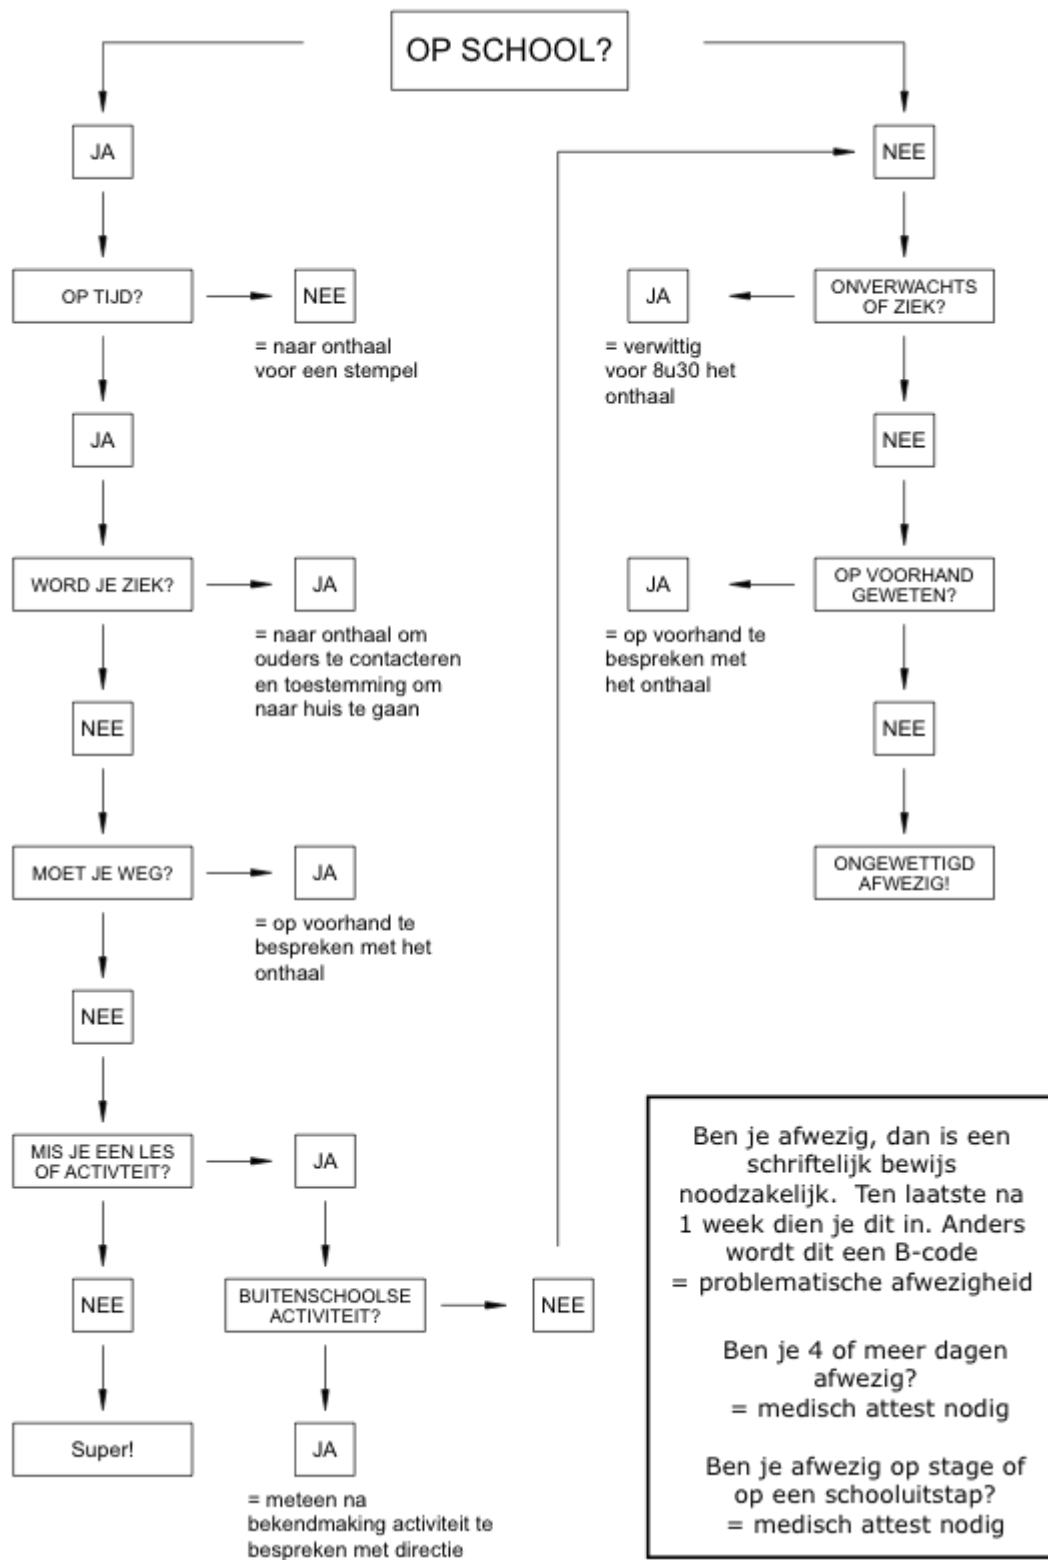 OP SCHOOL?
JA
NEE
OP TIJD?
NEE
= naar onthaal
voor een stempel
JA
ONVERWACHTS
OF ZIEK?
= verwittig
voor 8u30 het
onthaal
JA
NEE
WORD JE ZIEK?
JA
= naar onthaal om
ouders te contacteren
en toestemming om
naar huis te gaan
JA
OP VOORHAND
GEWETEN?
= op voorhand te
bespreken met
het onthaal
NEE
NEE
MOET JE WEG?
JA
= op voorhand te
bespreken met het
onthaal
ONGEWETTIGD
AFWEZIG!
NEE
MIS JE EEN LES
OF ACTIVTEIT?
JA
NEE
BUITENSCHOOLSE
ACTIVITEIT?
NEE
Super!
JA
= meteen na
bekendmaking activiteit te
bespreken met directie
Ben je afwezig, dan is een
schriftelijk bewijs
noodzakelijk. Ten laatste na
1 week dien je dit in. Anders
wordt dit een B-code
= problematische afwezigheid
Ben je 4 of meer dagen
afwezig?
= medisch attest nodig
Ben je afwezig op stage of
op een schooluitstap?
= medisch attest nodig